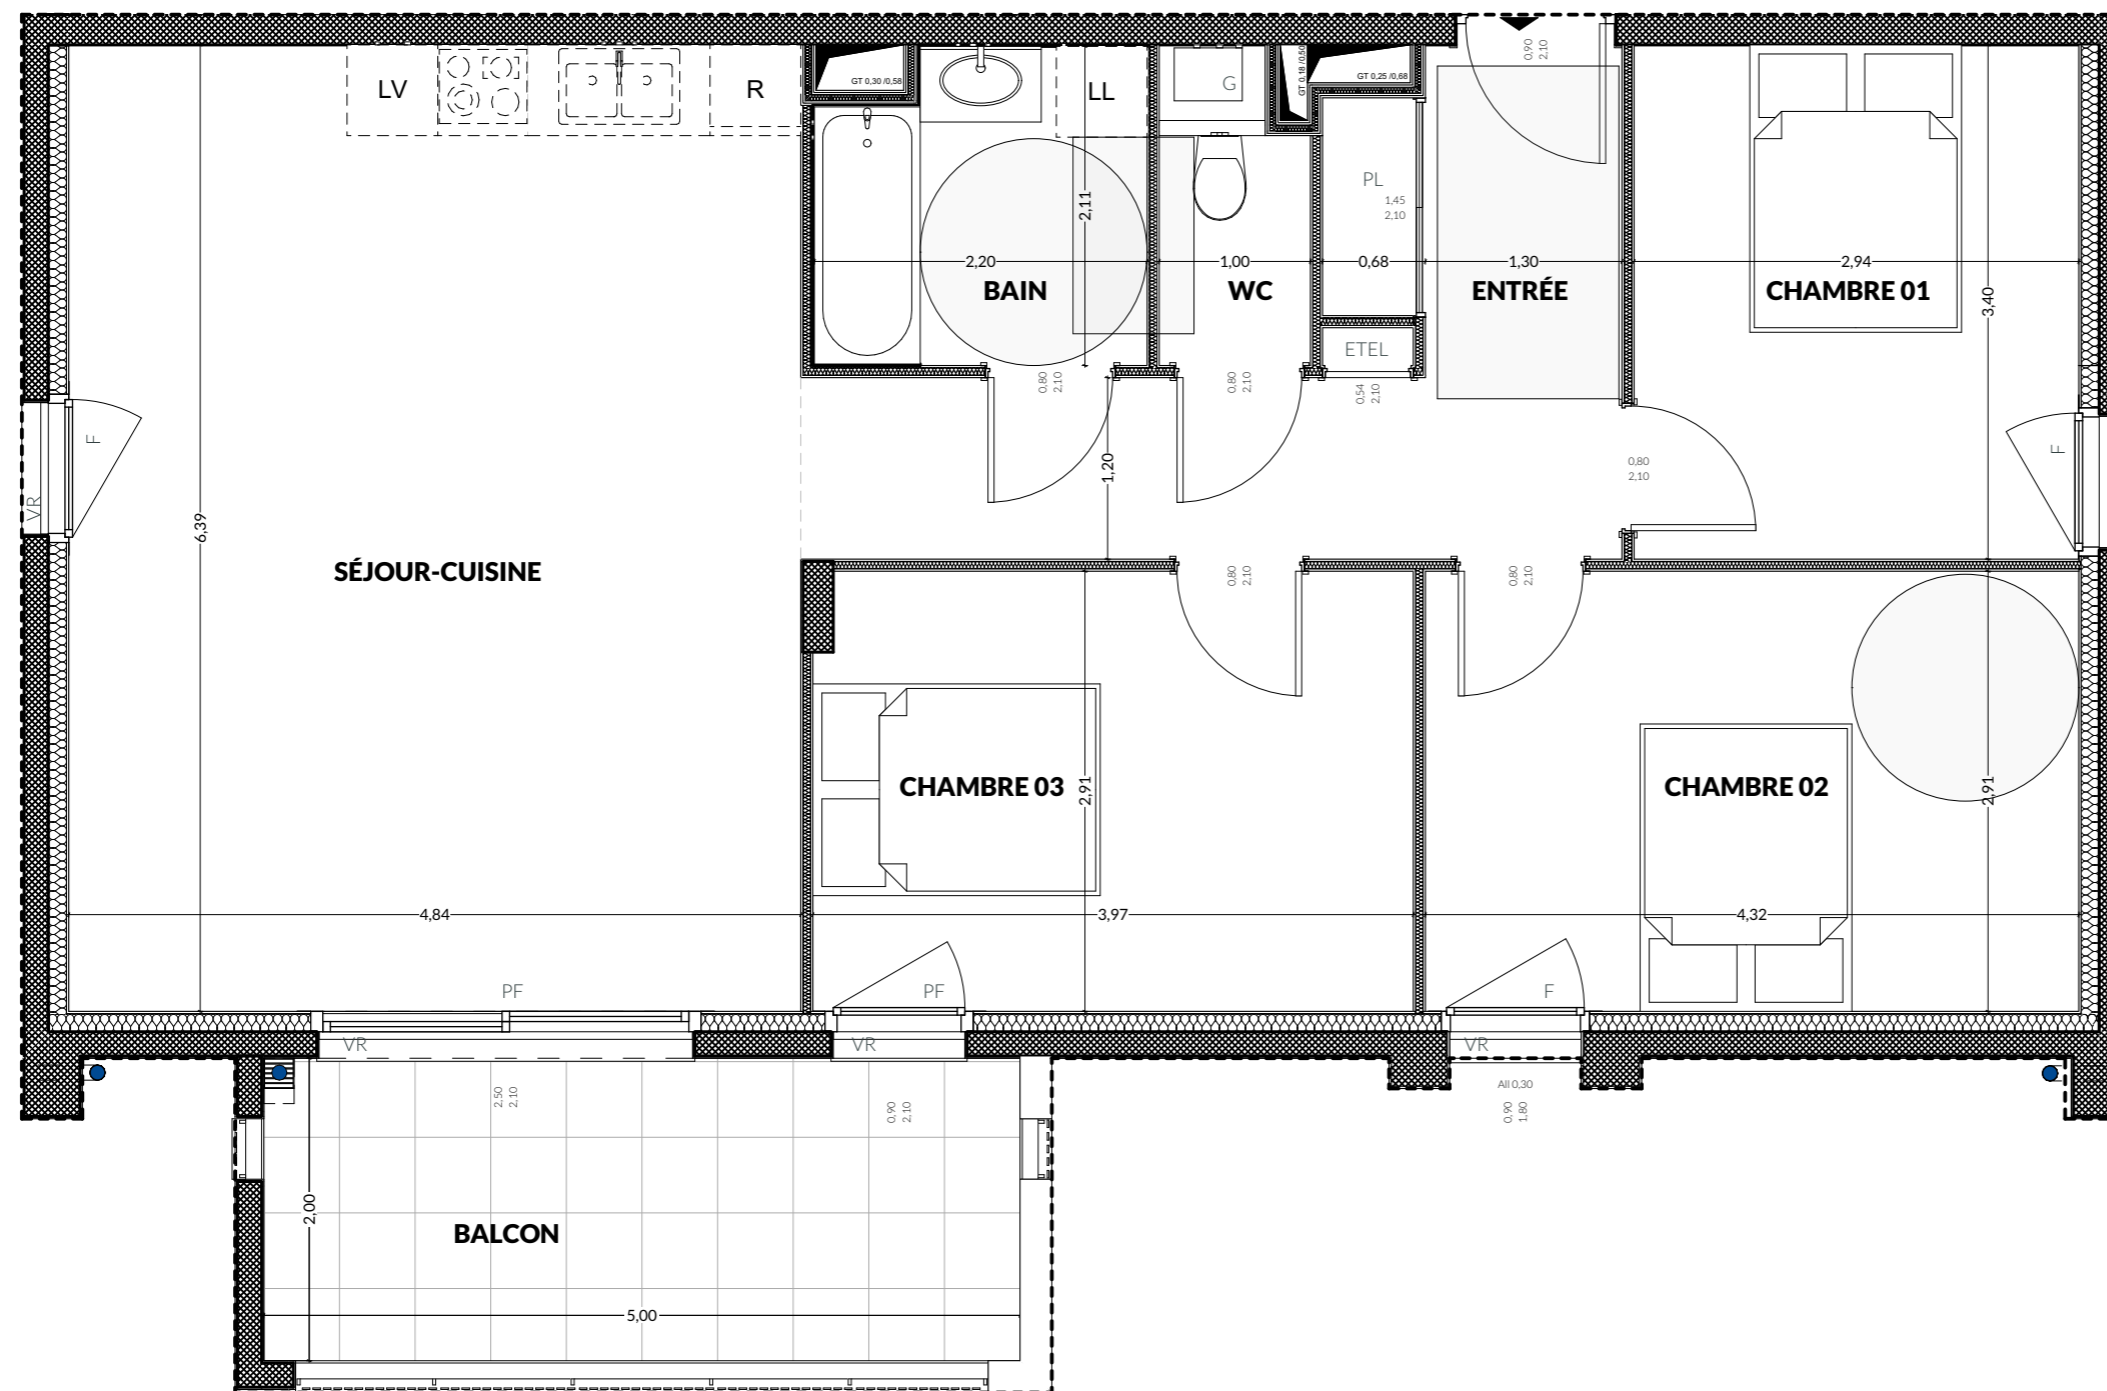 LV
R
GT 0,30 /0,58
LL
G
GT 0,18 /0,50
GT 0,25 /0,68
0,90
2,10
PL
1,45
2,10
2,11
2,20
1,00
0,68
1,30
2,94
BAIN
WC
ENTRÉE
CHAMBRE 01
3,40
ETEL
0,80
2,10
0,80
2,10
0,54
2,10
F
VR
1,20
0,80
2,10
F
6,39
SÉJOUR-CUISINE
0,80
2,10
0,80
2,10
CHAMBRE 03
2,91
CHAMBRE 02
2,91
4,84
3,97
4,32
PF
PF
F
VR
VR
VR
2,50
2,10
0,90
2,10
All 0,30
0,90
1,80
2,00
BALCON
5,00